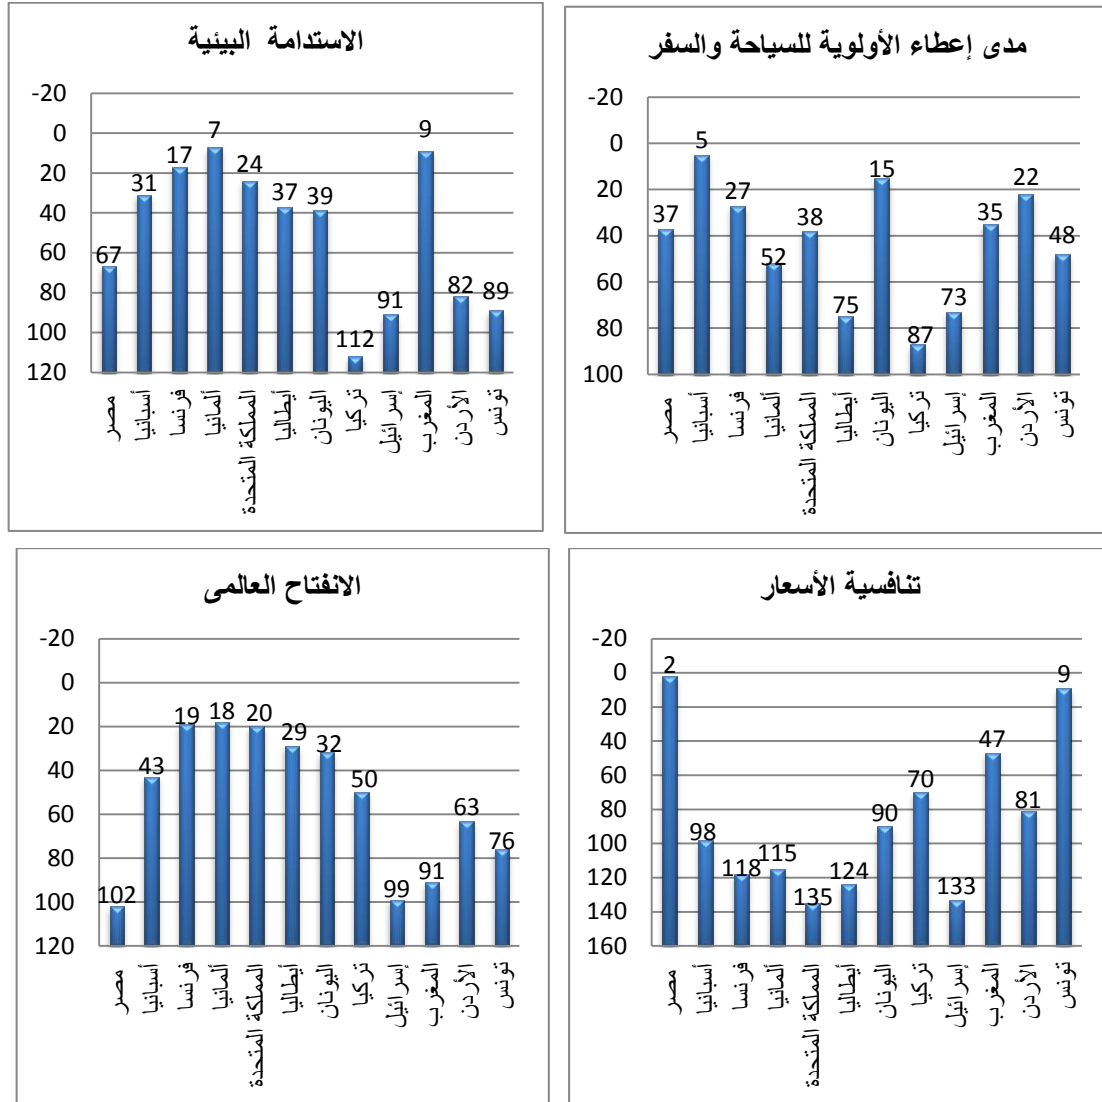 الاستدامة البيئية
-20
0
20
40
60
80
100
120
67
31
17
7
24
37
39
112
91
9
82
89
مصر
أسبانيا
فرنسا
ألمانيا
المملكة المتحدة
أيطاليا
اليونان
تركيا
إسرائيل
المغرب
الأردن
تونس
مدى إعطاء الأولوية للسياحة والسفر
-20
0
20
40
60
80
100
37
5
27
52
38
75
15
87
73
35
22
48
مصر
أسبانيا
فرنسا
ألمانيا
المملكة المتحدة
أيطاليا
اليونان
تركيا
إسرائيل
المغرب
الأردن
تونس
الانفتاح العالمى
-20
0
20
40
60
80
100
120
102
43
19
18
20
29
32
50
99
91
63
76
مصر
أسبانيا
فرنسا
ألمانيا
المملكة المتحدة
أيطاليا
اليونان
تركيا
إسرائيل
المغرب
الأردن
تونس
تنافسية الأسعار
-20
0
20
40
60
80
100
120
140
160
2
98
118
115
135
124
90
70
133
47
81
9
مصر
أسبانيا
فرنسا
ألمانيا
المملكة المتحدة
أيطاليا
اليونان
تركيا
إسرائيل
المغرب
الأردن
تونس